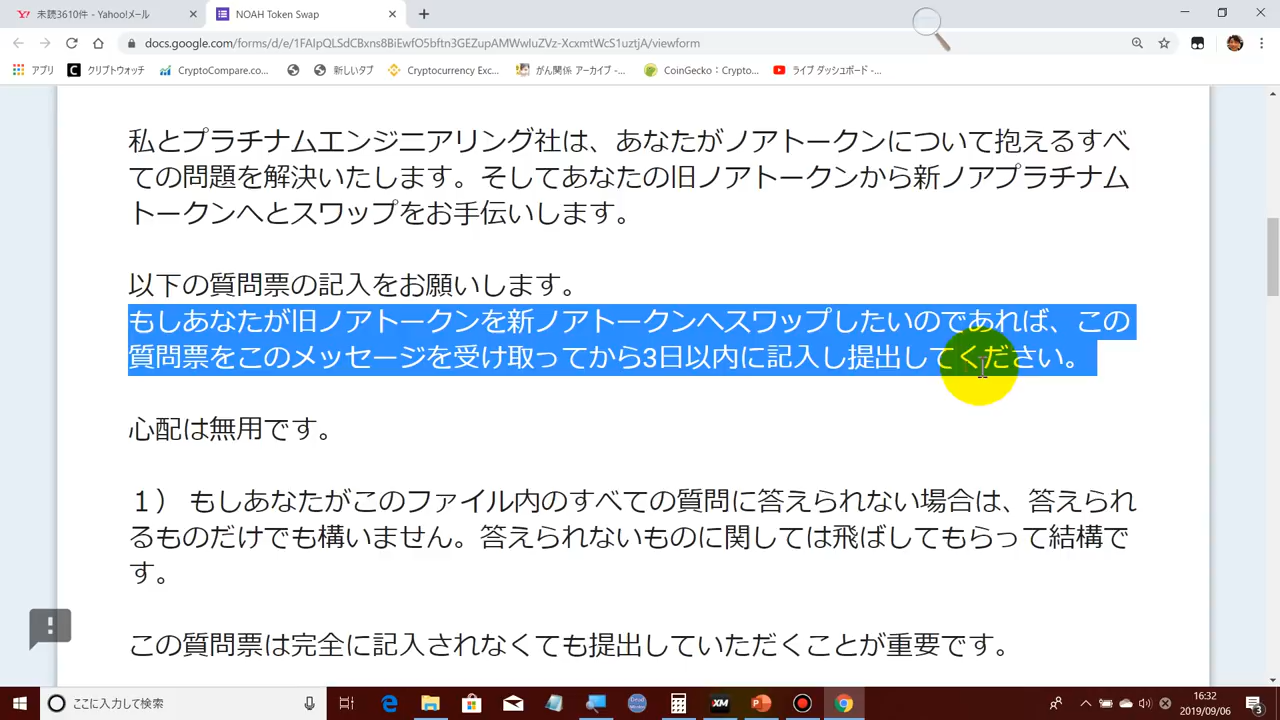 未読3610件 - Yahoo!メール
NOAH Token Swap
docs.google.com/forms/d/e/1FAIpQLSdCBxns8BiEwfO5bftn3GEZupAMWwIuZVz-XcxmtWcS1uztjA/viewform
アプリ
クリプトウォッチ
CryptoCompare.co...
新しいタブ
Cryptocurrency Exc...
がん関係 アーカイブ -...
CoinGecko：Crypto...
ライブ ダッシュボード -...
私とプラチナムエンジニアリング社は、あなたがノアトークンについて抱えるすべ
ての問題を解決いたします。そしてあなたの旧ノアトークンから新ノアプラチナム
トークンへとスワップをお手伝いします。
以下の質問票の記入をお願いします。
もしあなたが旧ノアトークンを新ノアトークンへスワップしたいのであれば、この
質問票をこのメッセージを受け取ってから3日以内に記入し提出してください。
心配は無用です。
１） もしあなたがこのファイル内のすべての質問に答えられない場合は、答えられ
るものだけでも構いません。答えられないものに関しては飛ばしてもらって結構で
す。
この質問票は完全に記入されなくても提出していただくことが重要です。
ここに入力して検索
XM
16:32
2019/09/06
3